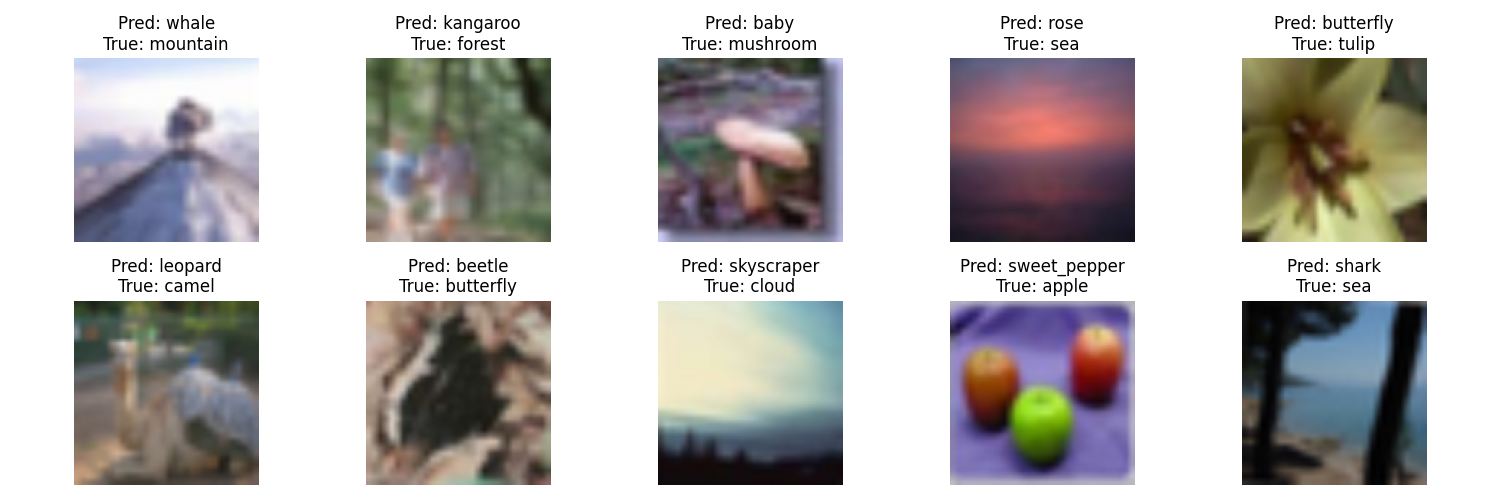 Pred: whale
True: mountain
Pred: kangaroo
True: forest
Pred: baby
True: mushroom
Pred: rose
True: sea
Pred: butterfly
True: tulip
Pred: leopard
True: camel
Pred: beetle
True: butterfly
Pred: skyscraper
True: cloud
Pred: sweet_pepper
True: apple
Pred: shark
True: sea